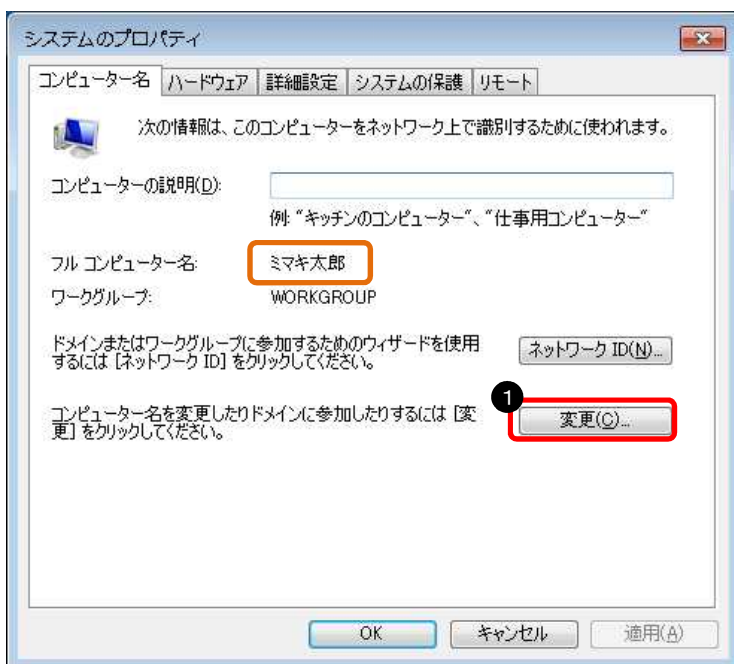 システムのプロパティ
コンピューター名 ハードウェア 詳細設定 システムの保護 リモート
次の情報は、このコンピューターをネットワーク上で識別するために使われます。
コンピューターの説明(D):
例: "キッチンのコンピューター"、"仕事用コンピューター"
フル コンピューター名: ミマキ太郎
ワークグループ: WORKGROUP
ドメインまたはワークグループに参加するためのウィザードを使用
するには [ネットワーク ID] をクリックしてください。
ネットワーク ID(N)...
1
コンピューター名を変更したりドメインに参加したりするには [変
更] をクリックしてください。
変更(C)...
OK キャンセル 適用(A)